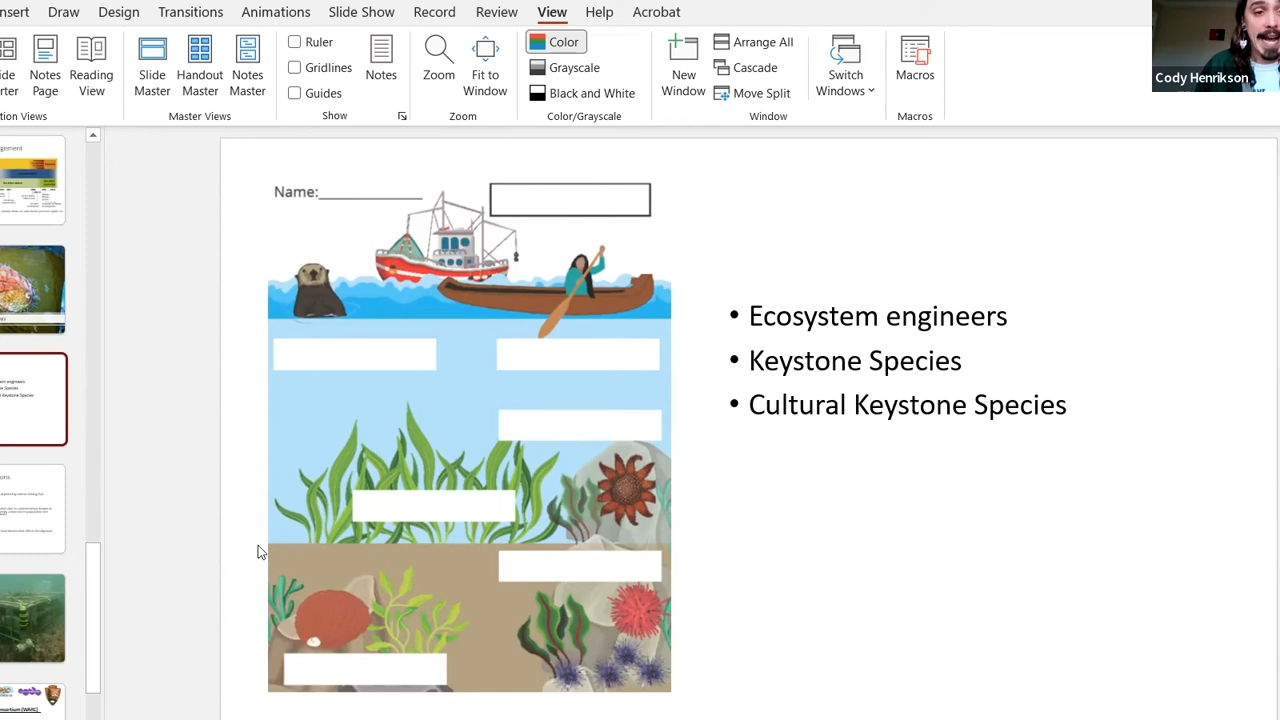 nsert Draw Design Transitions Animations Slide Show Record Review View Help Acrobat
de
rter
Notes
Page
Reading
View
Slide
Master
Handout
Master
Notes
Master
Ruler
Gridlines
Guides
Notes
Zoom
Fit to
Window
Color
Grayscale
Black and White
New
Window
Arrange All
Cascade
Move Split
Switch
Windows
Macros
tion Views
Master Views
Show
Zoom
Color/Grayscale
Window
Macros
Cody Henrikson
Name:______________
• Ecosystem engineers
• Keystone Species
• Cultural Keystone Species